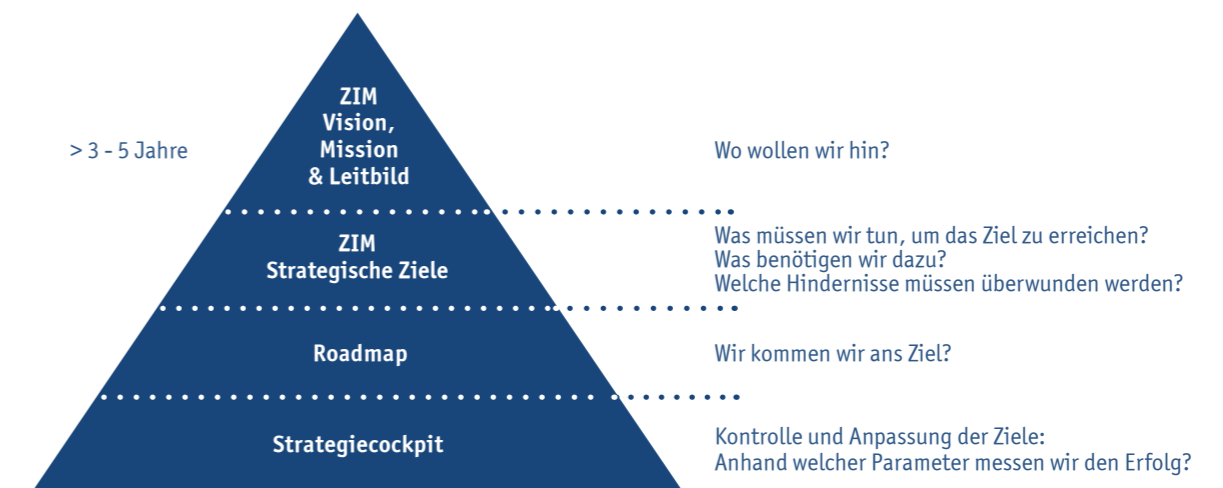 ZIM
Vision,
Mission
& Leitbild
> 3 - 5 Jahre
Wo wollen wir hin?
ZIM
Strategische Ziele
Was müssen wir tun, um das Ziel zu erreichen?
Was benötigen wir dazu?
Welche Hindernisse müssen überwunden werden?
Roadmap
Wir kommen wir ans Ziel?
Strategiecockpit
Kontrolle und Anpassung der Ziele:
Anhand welcher Parameter messen wir den Erfolg?